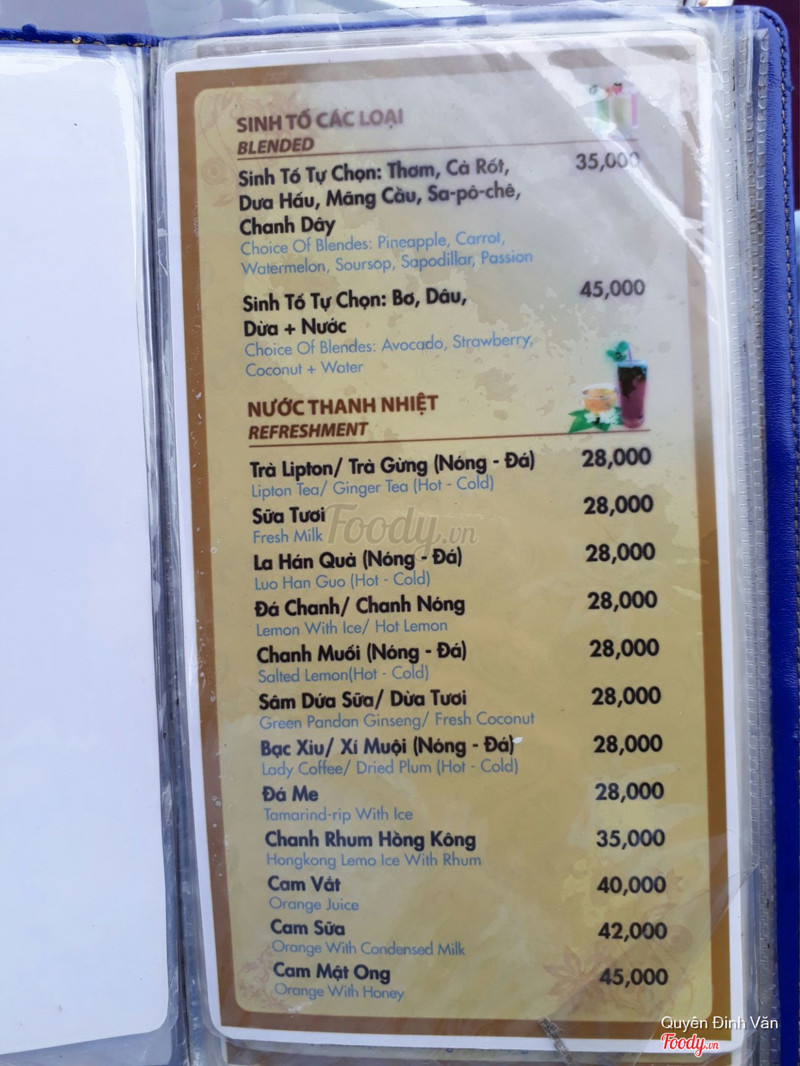 SINH TỐ CÁC LOẠI
BLENDED
Sinh Tố Tự Chọn: Thơm, Cà Rốt, 35,000
Dưa Hấu, Mãng Cầu, Sa-pô-chê,
Chanh Dây
Choice Of Blendes: Pineapple, Carrot,
Watermelon, Soursop, Sapodillar, Passion
Sinh Tố Tự Chọn: Bơ, Dâu, 45,000
Dừa + Nước
Choice Of Blendes: Avocado, Strawberry,
Coconut + Water
NƯỚC THANH NHIỆT
REFRESHMENT
Trà Lipton/ Trà Gừng (Nóng - Đá) 28,000
Lipton Tea/ Ginger Tea (Hot - Cold)
Sữa Tươi 28,000
Fresh Milk
La Hán Quả (Nóng - Đá) 28,000
Luo Han Guo (Hot - Cold)
Đá Chanh/ Chanh Nóng 28,000
Lemon With Ice/ Hot Lemon
Chanh Muối (Nóng - Đá) 28,000
Salted Lemon(Hot - Cold)
Sâm Dứa Sữa/ Dừa Tươi 28,000
Green Pandan Ginseng/ Fresh Coconut
Bạc Xiu/ Xí Muội (Nóng - Đá) 28,000
Lady Coffee/ Dried Plum (Hot - Cold)
Đá Me 28,000
Tamarind-rip With Ice
Chanh Rhum Hồng Kông 35,000
Hongkong Lemo Ice With Rhum
Cam Vắt 40,000
Orange Juice
Cam Sữa 42,000
Orange With Condensed Milk
Cam Mật Ong 45,000
Orange With Honey
Foody.vn
Quyên Đinh Văn
Foody.vn